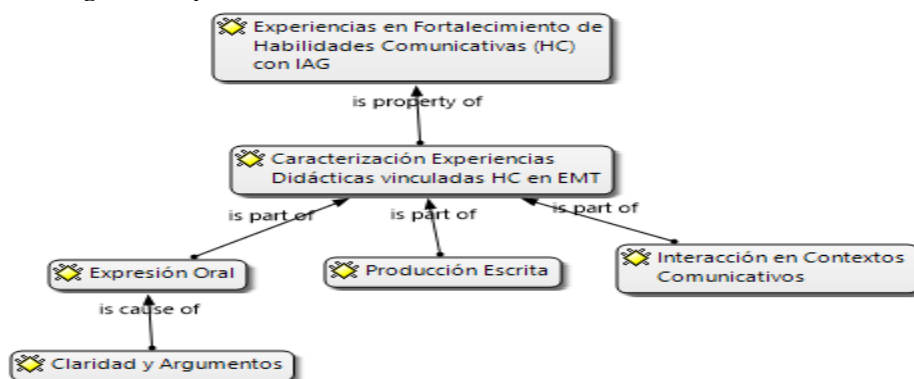 Experiencias en Fortalecimiento de
Habilidades Comunicativas (HC)
con IAG
is property of
Caracterización Experiencias
Didácticas vinculadas HC en EMT
is part of
is part of
is part of
Expresión Oral
Producción Escrita
Interacción en Contextos
Comunicativos
is cause of
Claridad y Argumentos